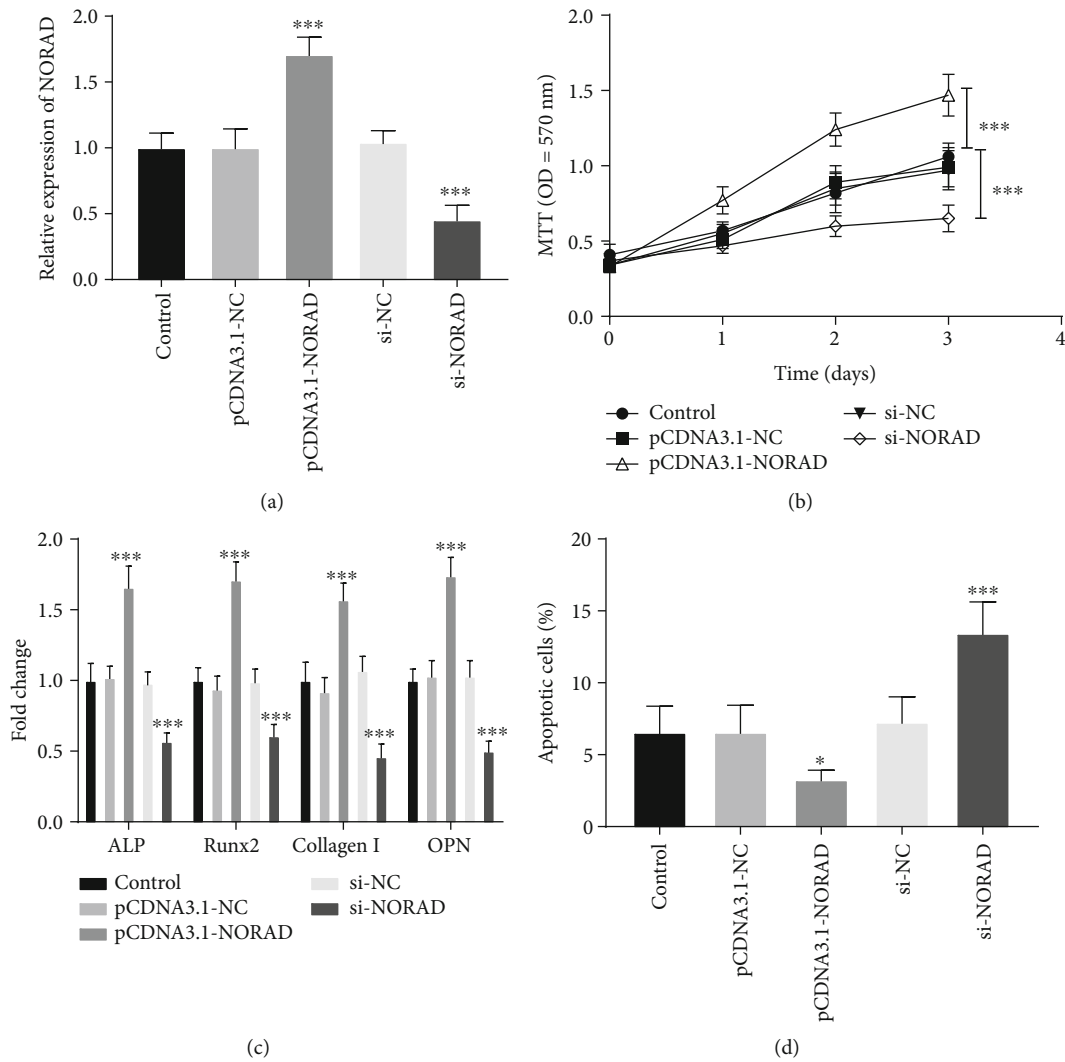 2.0
1.5
1.0
0.5
0.0
Relative expression of NORAD
***
***
Control
pCDNA3.1-NC
pCDNA3.1-NORAD
si-NC
si-NORAD
(a)
2.0
1.5
1.0
0.5
0.0
MTT (OD = 570 nm)
***
***
0 1 2 3 4
Time (days)
Control
pCDNA3.1-NC
pCDNA3.1-NORAD
si-NC
si-NORAD
(b)
2.0
1.5
1.0
0.5
0.0
Fold change
*** *** *** ***
*** *** *** ***
ALP Runx2 Collagen I OPN
Control
pCDNA3.1-NC
pCDNA3.1-NORAD
si-NC
si-NORAD
(c)
20
15
10
5
0
Apoptotic cells (%)
*
***
Control
pCDNA3.1-NC
pCDNA3.1-NORAD
si-NC
si-NORAD
(d)